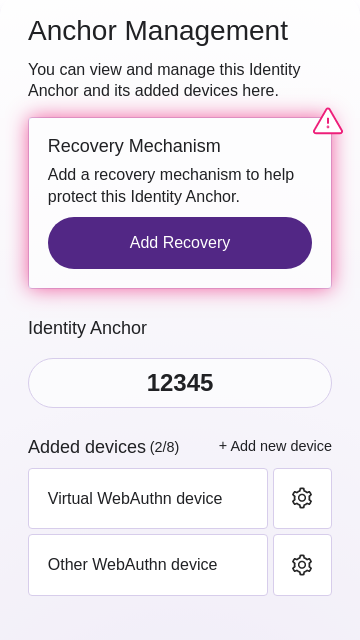 Anchor Management
You can view and manage this Identity
Anchor and its added devices here.
Recovery Mechanism
Add a recovery mechanism to help
protect this Identity Anchor.
Add Recovery
Identity Anchor
12345
Added devices (2/8) + Add new device
Virtual WebAuthn device
Other WebAuthn device